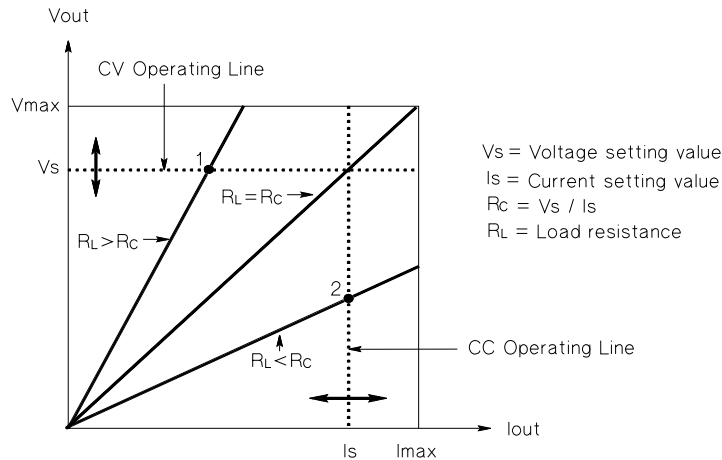 Vout
CV Operating Line
Vmax
Vs
1
RL=RC
RL>RC
2
RL<RC
Vs = Voltage setting value
Is = Current setting value
RC = Vs / Is
RL = Load resistance
CC Operating Line
Iout
Is
Imax